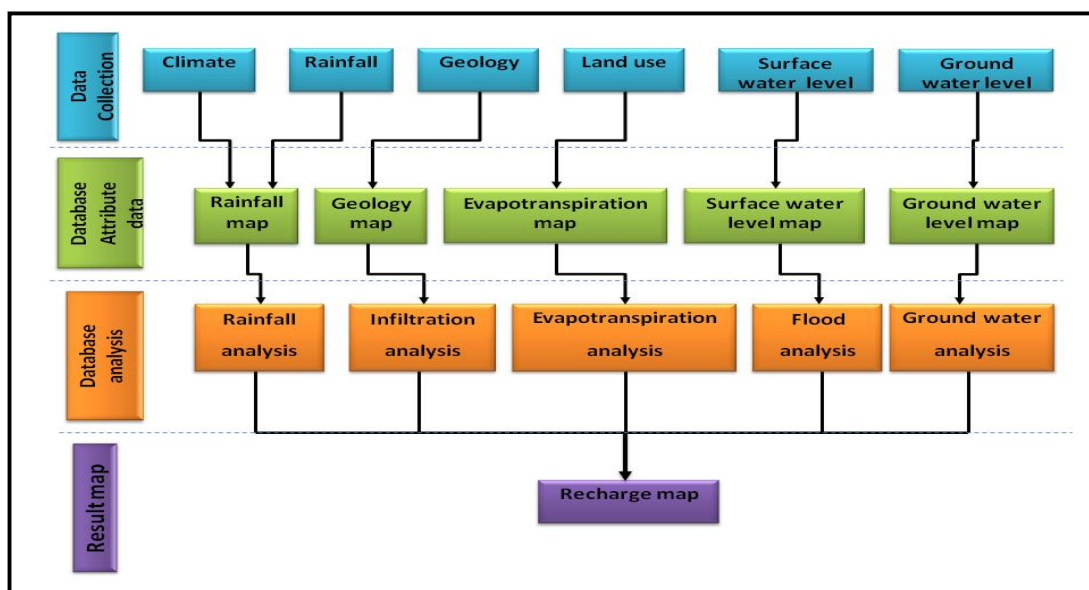 Data
Collection
Climate
Rainfall
Geology
Land use
Surface
water level
Ground
water level
Database
Attribute
data
Rainfall
map
Geology
map
Evapotranspiration
map
Surface water
level map
Ground water
level map
Database
analysis
Rainfall
analysis
Infiltration
analysis
Evapotranspiration
analysis
Flood
analysis
Ground water
analysis
Result map
Recharge map